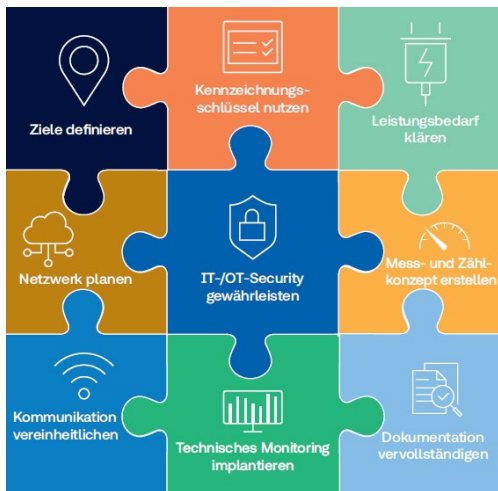 Ziele definieren
Kennzeichnungs-
schlüssel nutzen
Leistungsbedarf
klären
Netzwerk planen
IT-/OT-Security
gewährleisten
Mess- und Zähl-
konzept erstellen
Kommunikation
vereinheitlichen
Technisches Monitoring
implantieren
Dokumentation
vervollständigen